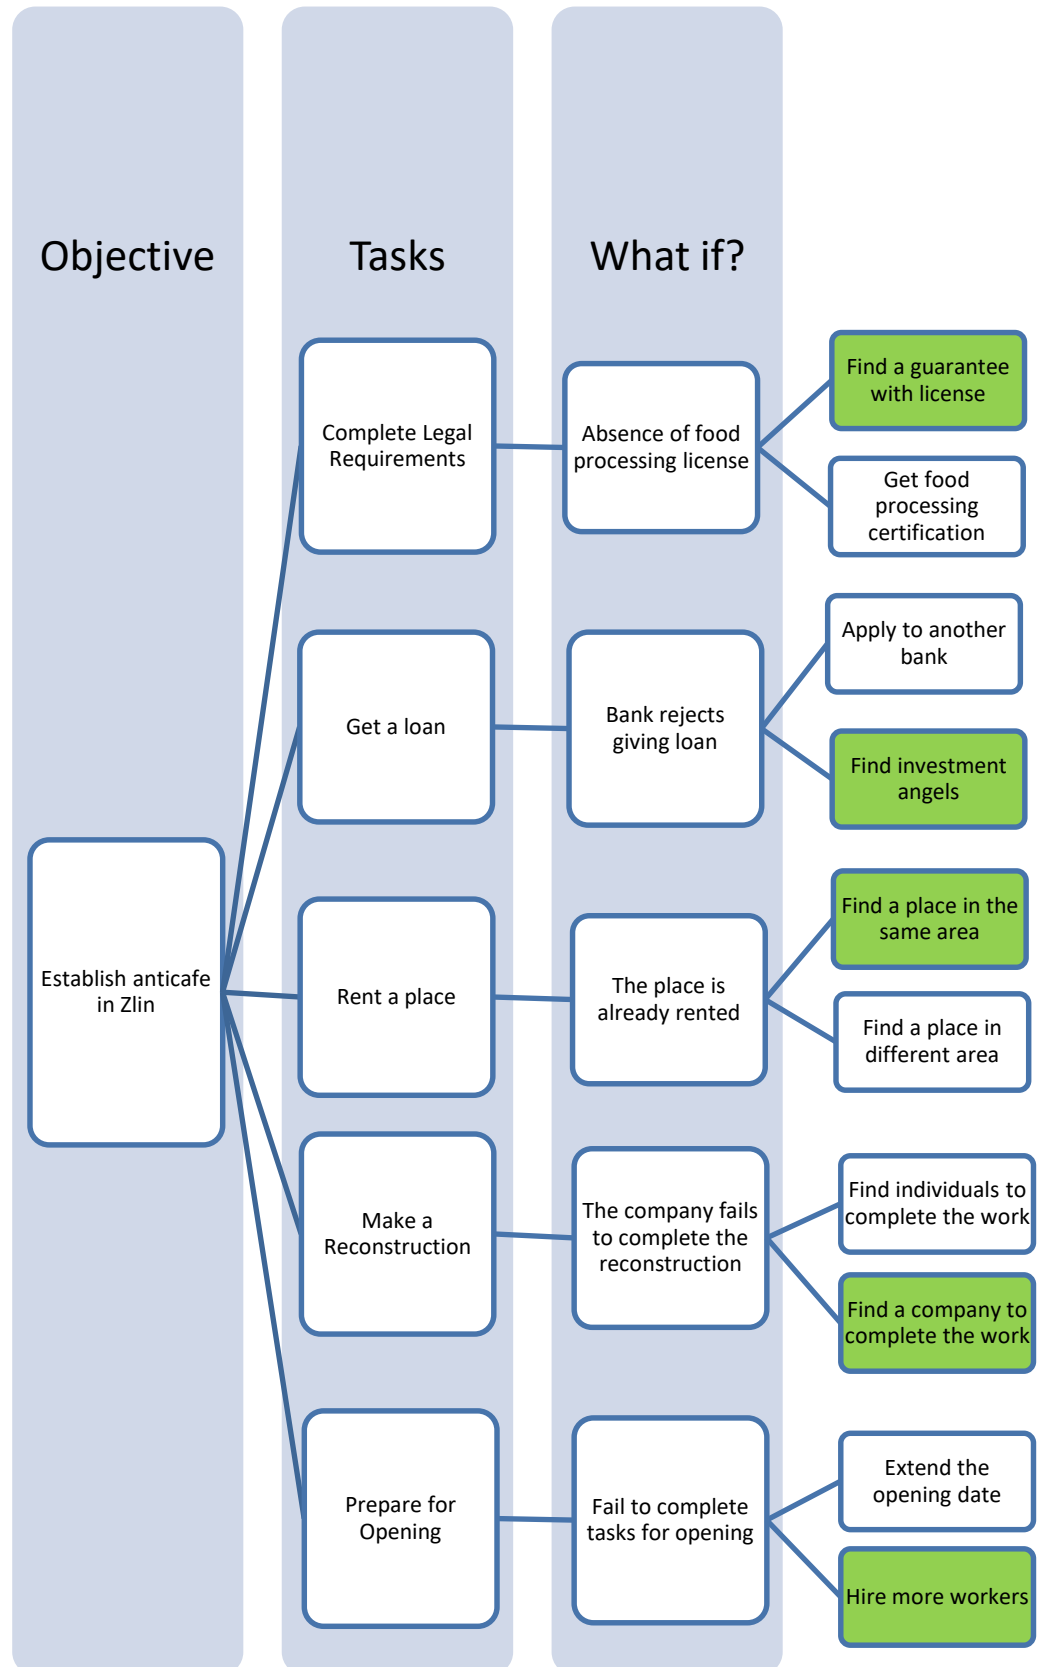 Objective
Tasks
What if?
Establish anticafe
in Zlin
Complete Legal
Requirements
Absence of food
processing license
Find a guarantee
with license
Get food
processing
certification
Get a loan
Bank rejects
giving loan
Apply to another
bank
Find investment
angels
Rent a place
The place is
already rented
Find a place in the
same area
Find a place in
different area
Make a
Reconstruction
The company fails
to complete the
reconstruction
Find individuals to
complete the work
Find a company to
complete the work
Prepare for
Opening
Fail to complete
tasks for opening
Extend the
opening date
Hire more workers